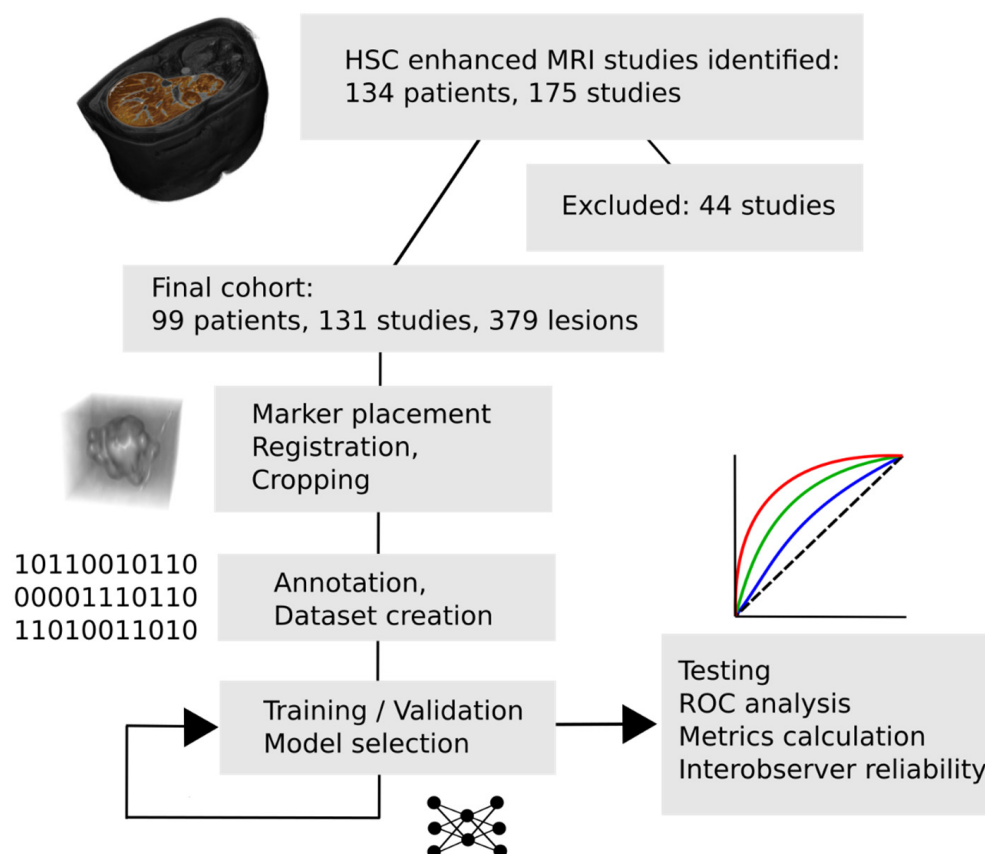 HSC enhanced MRI studies identified:
134 patients, 175 studies
Excluded: 44 studies
Final cohort:
99 patients, 131 studies, 379 lesions
Marker placement
Registration,
Cropping
10110010110
00001110110
11010011010
Annotation,
Dataset creation
Training / Validation
Model selection
Testing
ROC analysis
Metrics calculation
Interobserver reliability